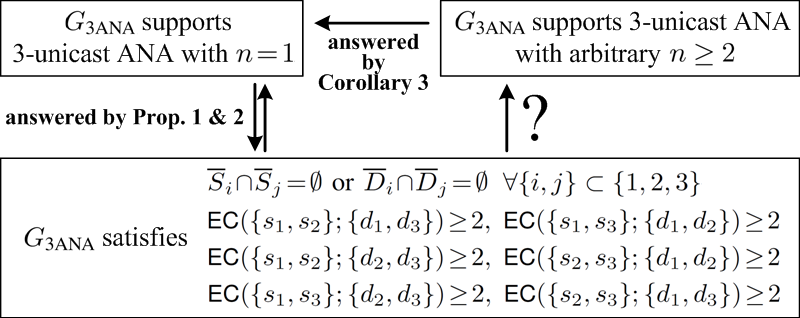 G₃ANA supports
3-unicast ANA with n=1
answered
by
Corollary 3
G₃ANA supports 3-unicast ANA
with arbitrary n ≥ 2
answered by Prop. 1 & 2
?
G₃ANA satisfies
S̅ᵢ∩S̅ⱼ=∅ or D̅ᵢ∩D̅ⱼ=∅ ∀{i, j} ⊂ {1, 2, 3}
EC({s₁, s₂}; {d₁, d₃})≥2, EC({s₁, s₃}; {d₁, d₂})≥2
EC({s₁, s₂}; {d₂, d₃})≥2, EC({s₂, s₃}; {d₁, d₂})≥2
EC({s₁, s₃}; {d₂, d₃})≥2, EC({s₂, s₃}; {d₁, d₃})≥2